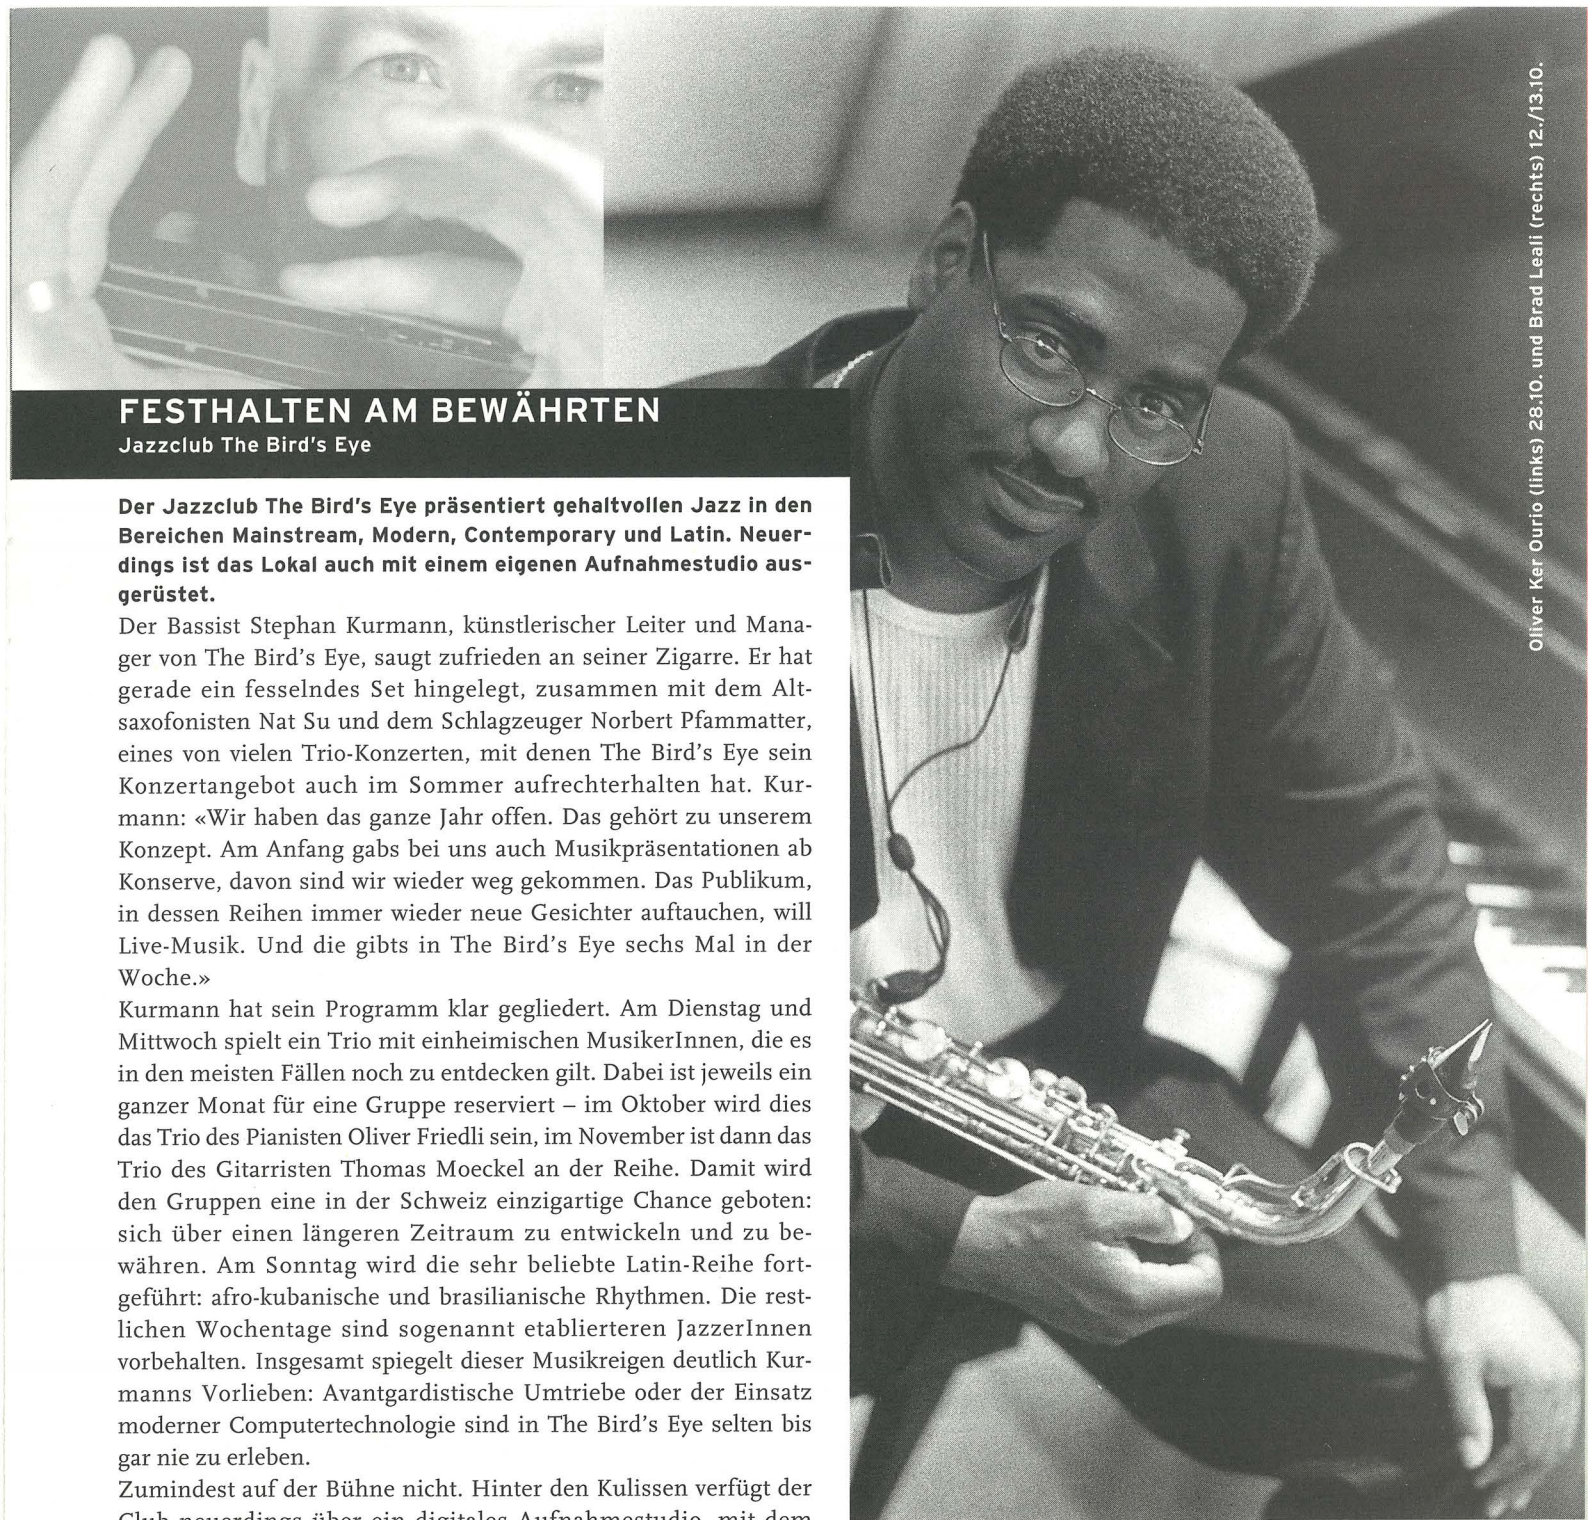 FESTHALTEN AM BEWÄHRTEN
Jazzclub The Bird's Eye
Der Jazzclub The Bird's Eye präsentiert gehaltvollen Jazz in den
Bereichen Mainstream, Modern, Contemporary und Latin. Neuer-
dings ist das Lokal auch mit einem eigenen Aufnahmestudio aus-
gerüstet.
Der Bassist Stephan Kurmann, künstlerischer Leiter und Mana-
ger von The Bird's Eye, saugt zufrieden an seiner Zigarre. Er hat
gerade ein fesselndes Set hingelegt, zusammen mit dem Alt-
saxofonisten Nat Su und dem Schlagzeuger Norbert Pfammatter,
eines von vielen Trio-Konzerten, mit denen The Bird's Eye sein
Konzertangebot auch im Sommer aufrechterhalten hat. Kur-
mann: «Wir haben das ganze Jahr offen. Das gehört zu unserem
Konzept. Am Anfang gabs bei uns auch Musikpräsentationen ab
Konserve, davon sind wir wieder weg gekommen. Das Publikum,
in dessen Reihen immer wieder neue Gesichter auftauchen, will
Live-Musik. Und die gibts in The Bird's Eye sechs Mal in der
Woche.»
Kurmann hat sein Programm klar gegliedert. Am Dienstag und
Mittwoch spielt ein Trio mit einheimischen MusikerInnen, die es
in den meisten Fällen noch zu entdecken gilt. Dabei ist jeweils ein
ganzer Monat für eine Gruppe reserviert – im Oktober wird dies
das Trio des Pianisten Oliver Friedli sein, im November ist dann das
Trio des Gitarristen Thomas Moeckel an der Reihe. Damit wird
den Gruppen eine in der Schweiz einzigartige Chance geboten:
sich über einen längeren Zeitraum zu entwickeln und zu be-
währen. Am Sonntag wird die sehr beliebte Latin-Reihe fort-
geführt: afro-kubanische und brasilianische Rhythmen. Die rest-
lichen Wochentage sind sogenannt etablierteren JazzerInnen
vorbehalten. Insgesamt spiegelt dieser Musikreigen deutlich Kur-
manns Vorlieben: Avantgardistische Umtriebe oder der Einsatz
moderner Computertechnologie sind in The Bird's Eye selten bis
gar nie zu erleben.
Zumindest auf der Bühne nicht. Hinter den Kulissen verfügt der
Club neuerdings über ein digitales Aufnahmestudio, mit dem
Oliver Ker Ourio (links) 28.10. und Brad Leali (rechts) 12./13.10.